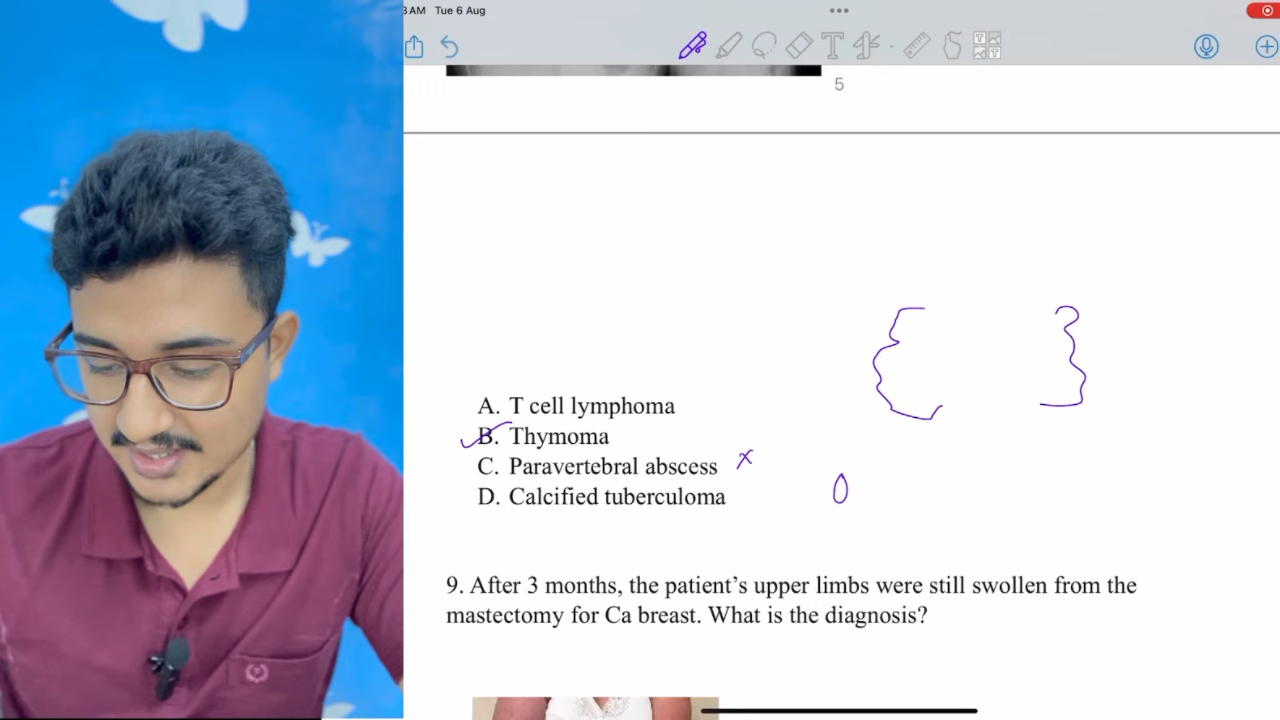 3 AM Tue 6 Aug
5
A. T cell lymphoma
B. Thymoma
C. Paravertebral abscess x
D. Calcified tuberculoma
9. After 3 months, the patient’s upper limbs were still swollen from the
mastectomy for Ca breast. What is the diagnosis?